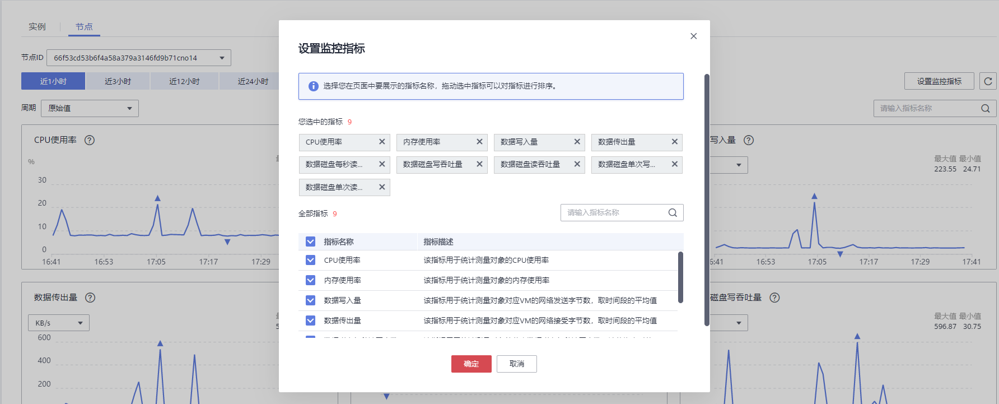 实例 节点
节点ID 66f53cd53b6f4a58a379a3146fd9b71cno14
近1小时 近3小时 近12小时 近24小时
设置监控指标
周期 原始值
请输入指标名称
CPU使用率
%
30
20
10
0
16:41 16:53 17:05 17:17 17:29
数据传出量
KB/s
600
400
200
设置监控指标
选择您在页面中要展示的指标名称，拖动选中指标可以对指标进行排序。
您选中的指标 9
CPU使用率 内存使用率 数据写入量 数据传出量
数据磁盘每秒读... 数据磁盘写吞吐量 数据磁盘读吞吐量 数据磁盘单次写...
数据磁盘单次读...
全部指标 9
请输入指标名称
指标名称 指标描述
CPU使用率 该指标用于统计测量对象的CPU使用率
内存使用率 该指标用于统计测量对象的内存使用率
数据写入量 该指标用于统计测量对象对应VM的网络发送字节数，取时间段的平均值
数据传出量 该指标用于统计测量对象对应VM的网络接受字节数，取时间段的平均值
确定 取消
写入量
最大值 最小值
223.55 24.71
6:41 16:53 17:05 17:17 17:29 17:41
磁盘写吞吐量
最大值 最小值
596.87 30.75